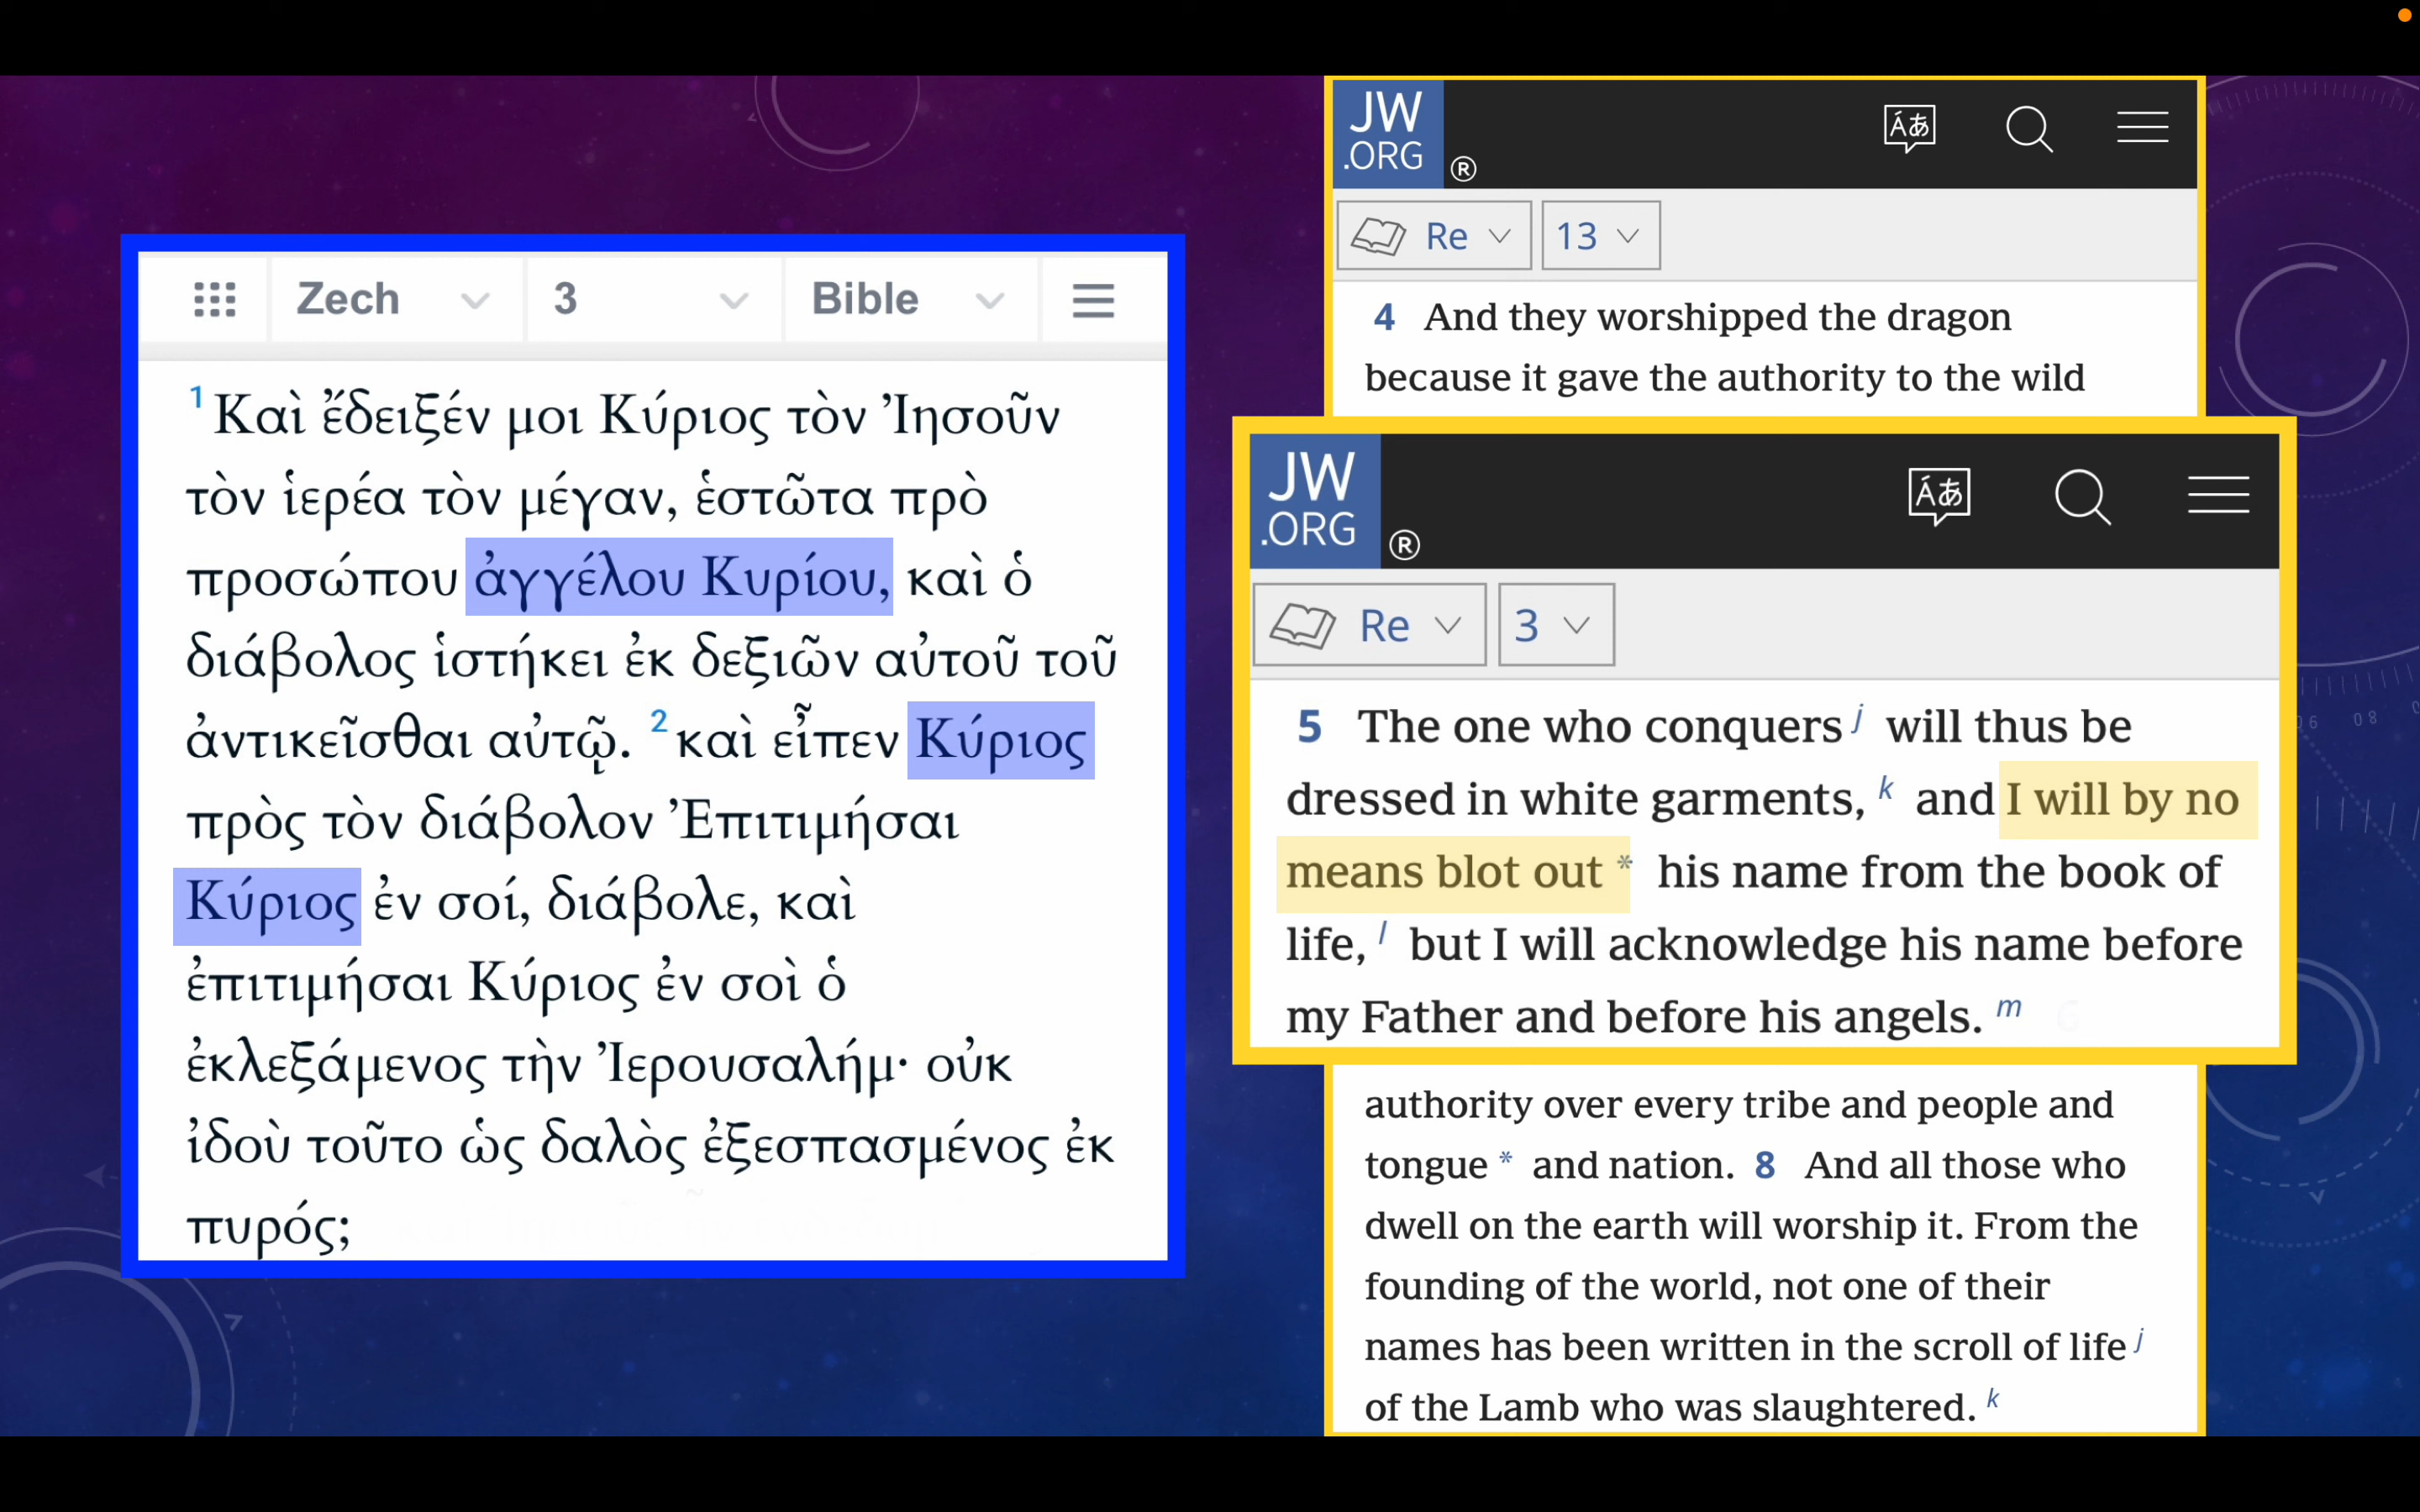 Zech 3 Bible
¹Καὶ ἔδειξέν μοι Κύριος τὸν Ἰησοῦν
τὸν ἱερέα τὸν μέγαν, ἑστῶτα πρὸ
προσώπου ἀγγέλου Κυρίου, καὶ ὁ
διάβολος ἱστήκει ἐκ δεξιῶν αὐτοῦ τοῦ
ἀντικεῖσθαι αὐτῷ. ²καὶ εἶπεν Κύριος
πρὸς τὸν διάβολον Ἐπιτιμήσαι
Κύριος ἐν σοί, διάβολε, καὶ
ἐπιτιμήσαι Κύριος ἐν σοὶ ὁ
ἐκλεξάμενος τὴν Ἰερουσαλήμ· οὐκ
ἰδοὺ τοῦτο ὡς δαλὸς ἐξεσπασμένος ἐκ
πυρός;
JW
.ORG ®
Áあ
Re 13
4 And they worshipped the dragon
because it gave the authority to the wild
JW
.ORG ®
Áあ
Re 3
5 The one who conquers j will thus be
dressed in white garments, k and I will by no
means blot out * his name from the book of
life, l but I will acknowledge his name before
my Father and before his angels. m 6
authority over every tribe and people and
tongue * and nation. 8 And all those who
dwell on the earth will worship it. From the
founding of the world, not one of their
names has been written in the scroll of life j
of the Lamb who was slaughtered. k